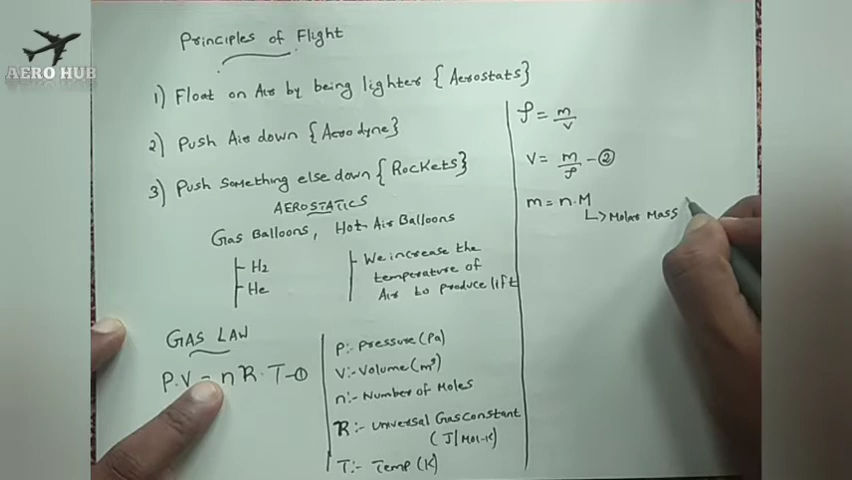 AERO HUB
Principles of Flight
1) Float on Air by being lighter { Aerostats}
2) Push Air down {Aerodyne}
3) Push Something else down { Rockets}
AEROSTATICS
Gas Balloons, Hot-Air Balloons
H2
He
We increase the
temperature of
Air to produce lift
GAS LAW
P.V = n R. T-①
P:- Pressure (Pa)
V:- Volume (m³)
n:- Number of Moles
R:- Universal Gas Constant
(J/Mol-K)
T:- Temp (K)
ρ = m/v
V = m/ρ -②
m = n.M
↳ Molar Mass